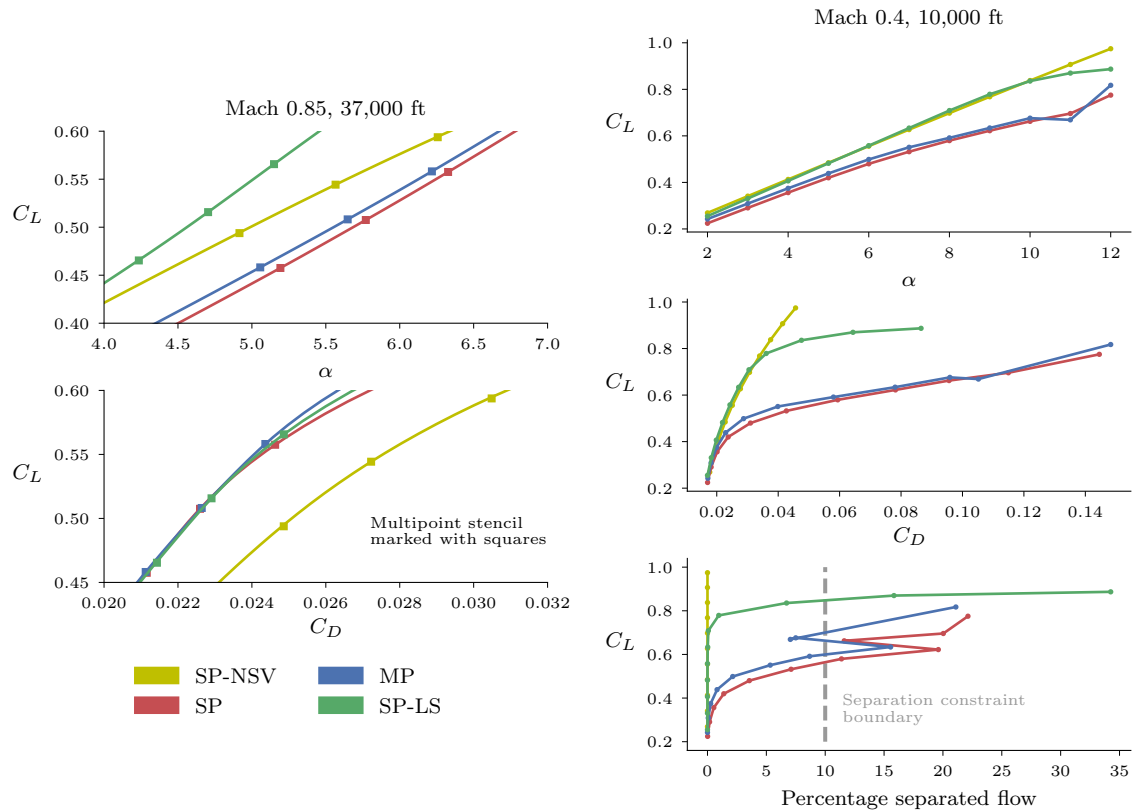 Mach 0.85, 37,000 ft
0.60
0.55
C_L
0.50
0.45
0.40
4.0 4.5 5.0 5.5 6.0 6.5 7.0
α
0.60
0.55
C_L
0.50
0.45
Multipoint stencil
marked with squares
0.020 0.022 0.024 0.026 0.028 0.030 0.032
C_D
SP-NSV MP
SP SP-LS
Mach 0.4, 10,000 ft
1.0
0.8
C_L
0.6
0.4
0.2
2 4 6 8 10 12
α
1.0
0.8
C_L
0.6
0.4
0.2
0.02 0.04 0.06 0.08 0.10 0.12 0.14
C_D
1.0
0.8
C_L
0.6
0.4
0.2
Separation constraint
boundary
0 5 10 15 20 25 30 35
Percentage separated flow